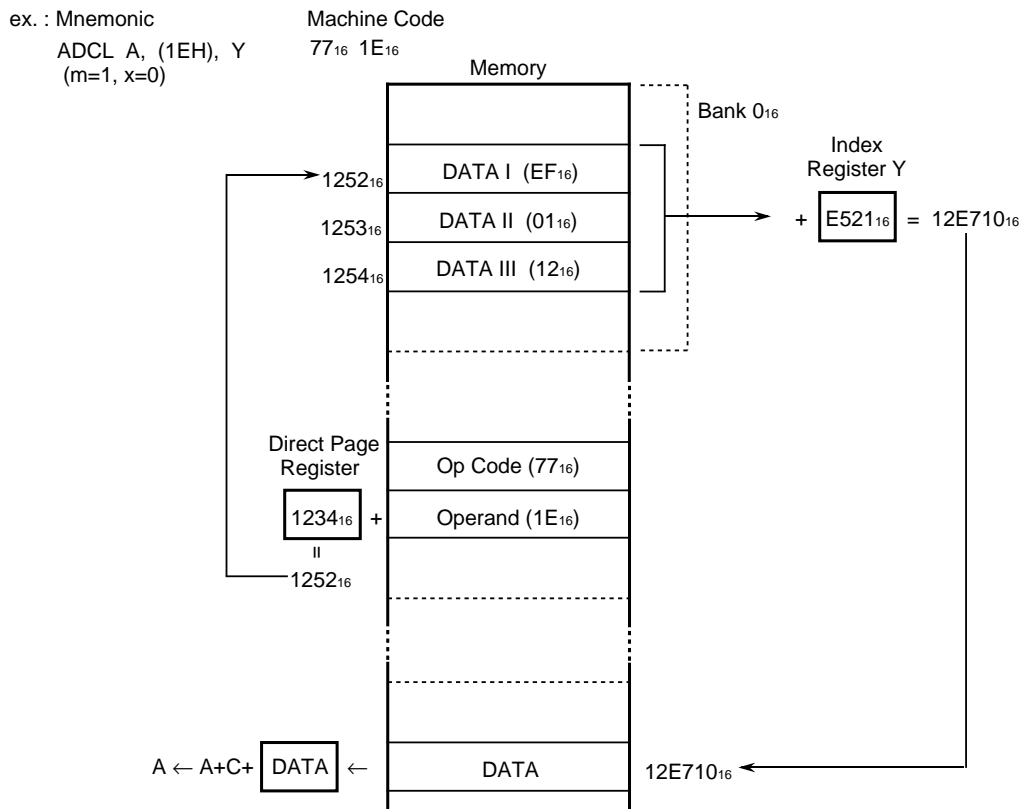 ex. : Mnemonic
Machine Code
ADCL A, (1EH), Y
77₁₆ 1E₁₆
(m=1, x=0)
Memory
Bank 0₁₆
Index
Register Y
1252₁₆
DATA I (EF₁₆)
+ E521₁₆ = 12E710₁₆
1253₁₆
DATA II (01₁₆)
1254₁₆
DATA III (12₁₆)
Direct Page
Register
Op Code (77₁₆)
1234₁₆ +
Operand (1E₁₆)
=
1252₁₆
A ← A+C+ DATA ←
DATA
12E710₁₆